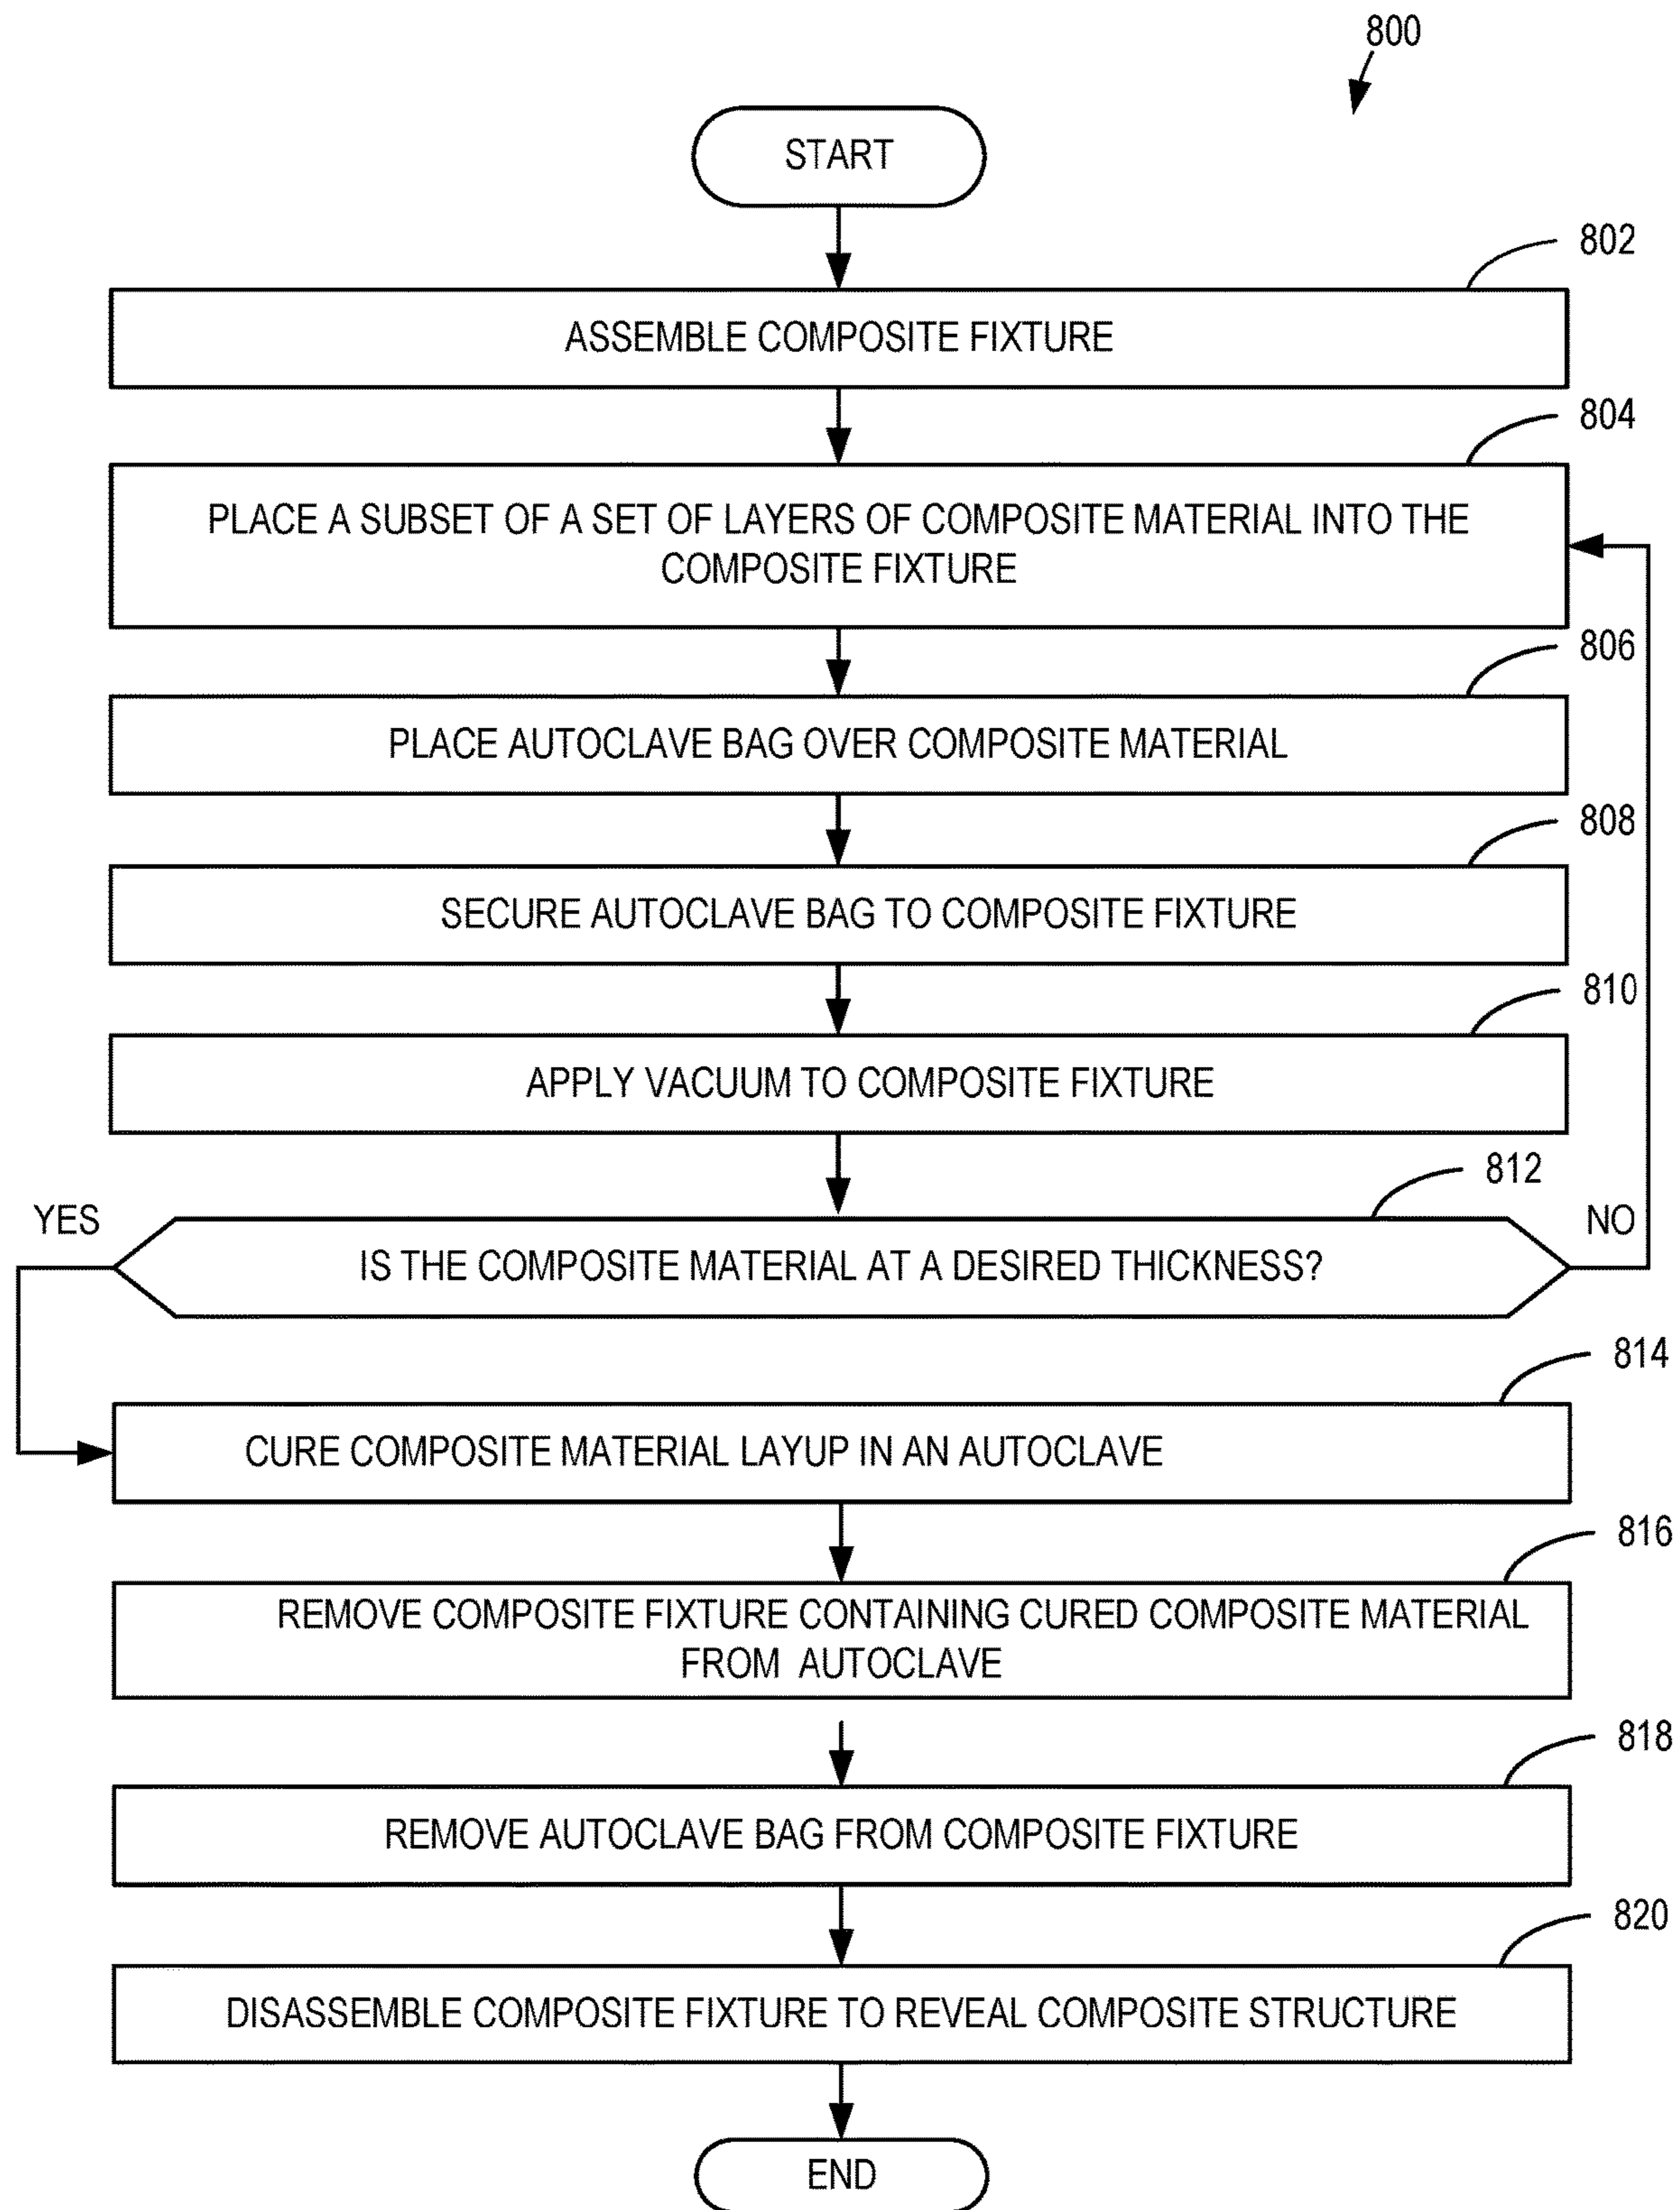 800
START
802
ASSEMBLE COMPOSITE FIXTURE
804
PLACE A SUBSET OF A SET OF LAYERS OF COMPOSITE MATERIAL INTO THE
COMPOSITE FIXTURE
806
PLACE AUTOCLAVE BAG OVER COMPOSITE MATERIAL
808
SECURE AUTOCLAVE BAG TO COMPOSITE FIXTURE
810
APPLY VACUUM TO COMPOSITE FIXTURE
812
YES
NO
IS THE COMPOSITE MATERIAL AT A DESIRED THICKNESS?
814
CURE COMPOSITE MATERIAL LAYUP IN AN AUTOCLAVE
816
REMOVE COMPOSITE FIXTURE CONTAINING CURED COMPOSITE MATERIAL
FROM AUTOCLAVE
818
REMOVE AUTOCLAVE BAG FROM COMPOSITE FIXTURE
820
DISASSEMBLE COMPOSITE FIXTURE TO REVEAL COMPOSITE STRUCTURE
END